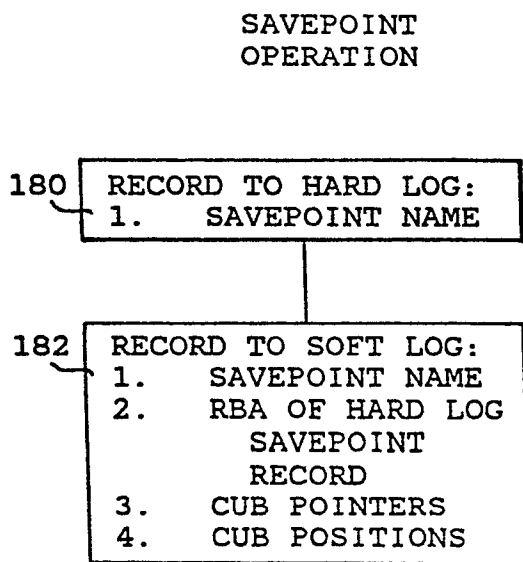 SAVEPOINT
OPERATION
180
RECORD TO HARD LOG:
1. SAVEPOINT NAME
182
RECORD TO SOFT LOG:
1. SAVEPOINT NAME
2. RBA OF HARD LOG
SAVEPOINT
RECORD
3. CUB POINTERS
4. CUB POSITIONS